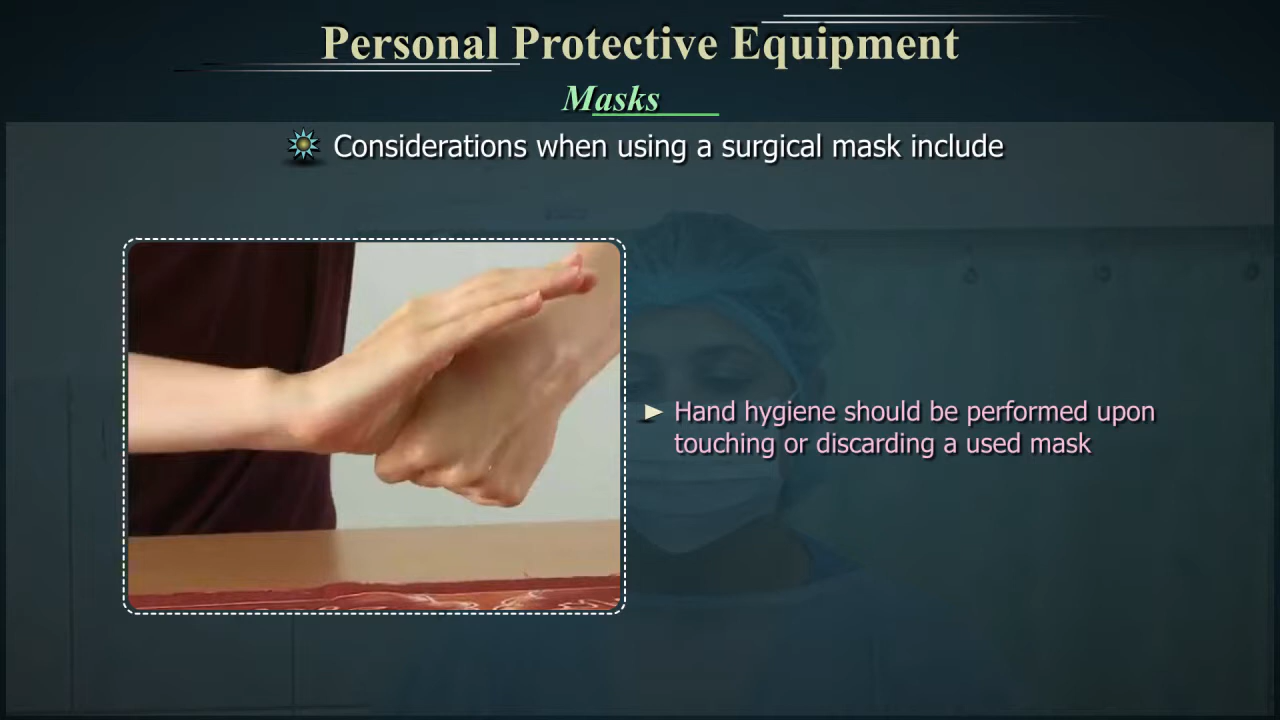 Personal Protective Equipment
Masks
Considerations when using a surgical mask include
Hand hygiene should be performed upon
touching or discarding a used mask